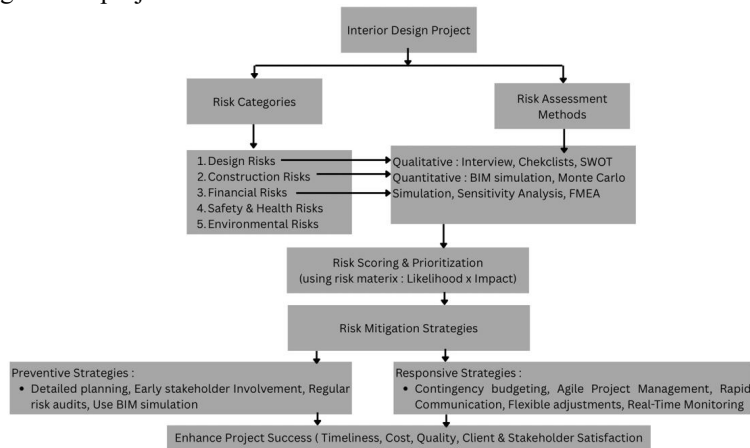 Interior Design Project
Risk Categories
Risk Assessment
Methods
1. Design Risks
2. Construction Risks
3. Financial Risks
4. Safety & Health Risks
5. Environmental Risks
Qualitative : Interview, Chekclists, SWOT
Quantitative : BIM simulation, Monte Carlo
Simulation, Sensitivity Analysis, FMEA
Risk Scoring & Prioritization
(using risk materix : Likelihood x Impact)
Risk Mitigation Strategies
Preventive Strategies :
• Detailed planning, Early stakeholder Involvement, Regular
risk audits, Use BIM simulation
Responsive Strategies :
• Contingency budgeting, Agile Project Management, Rapid
Communication, Flexible adjustments, Real-Time Monitoring
Enhance Project Success ( Timeliness, Cost, Quality, Client & Stakeholder Satisfaction